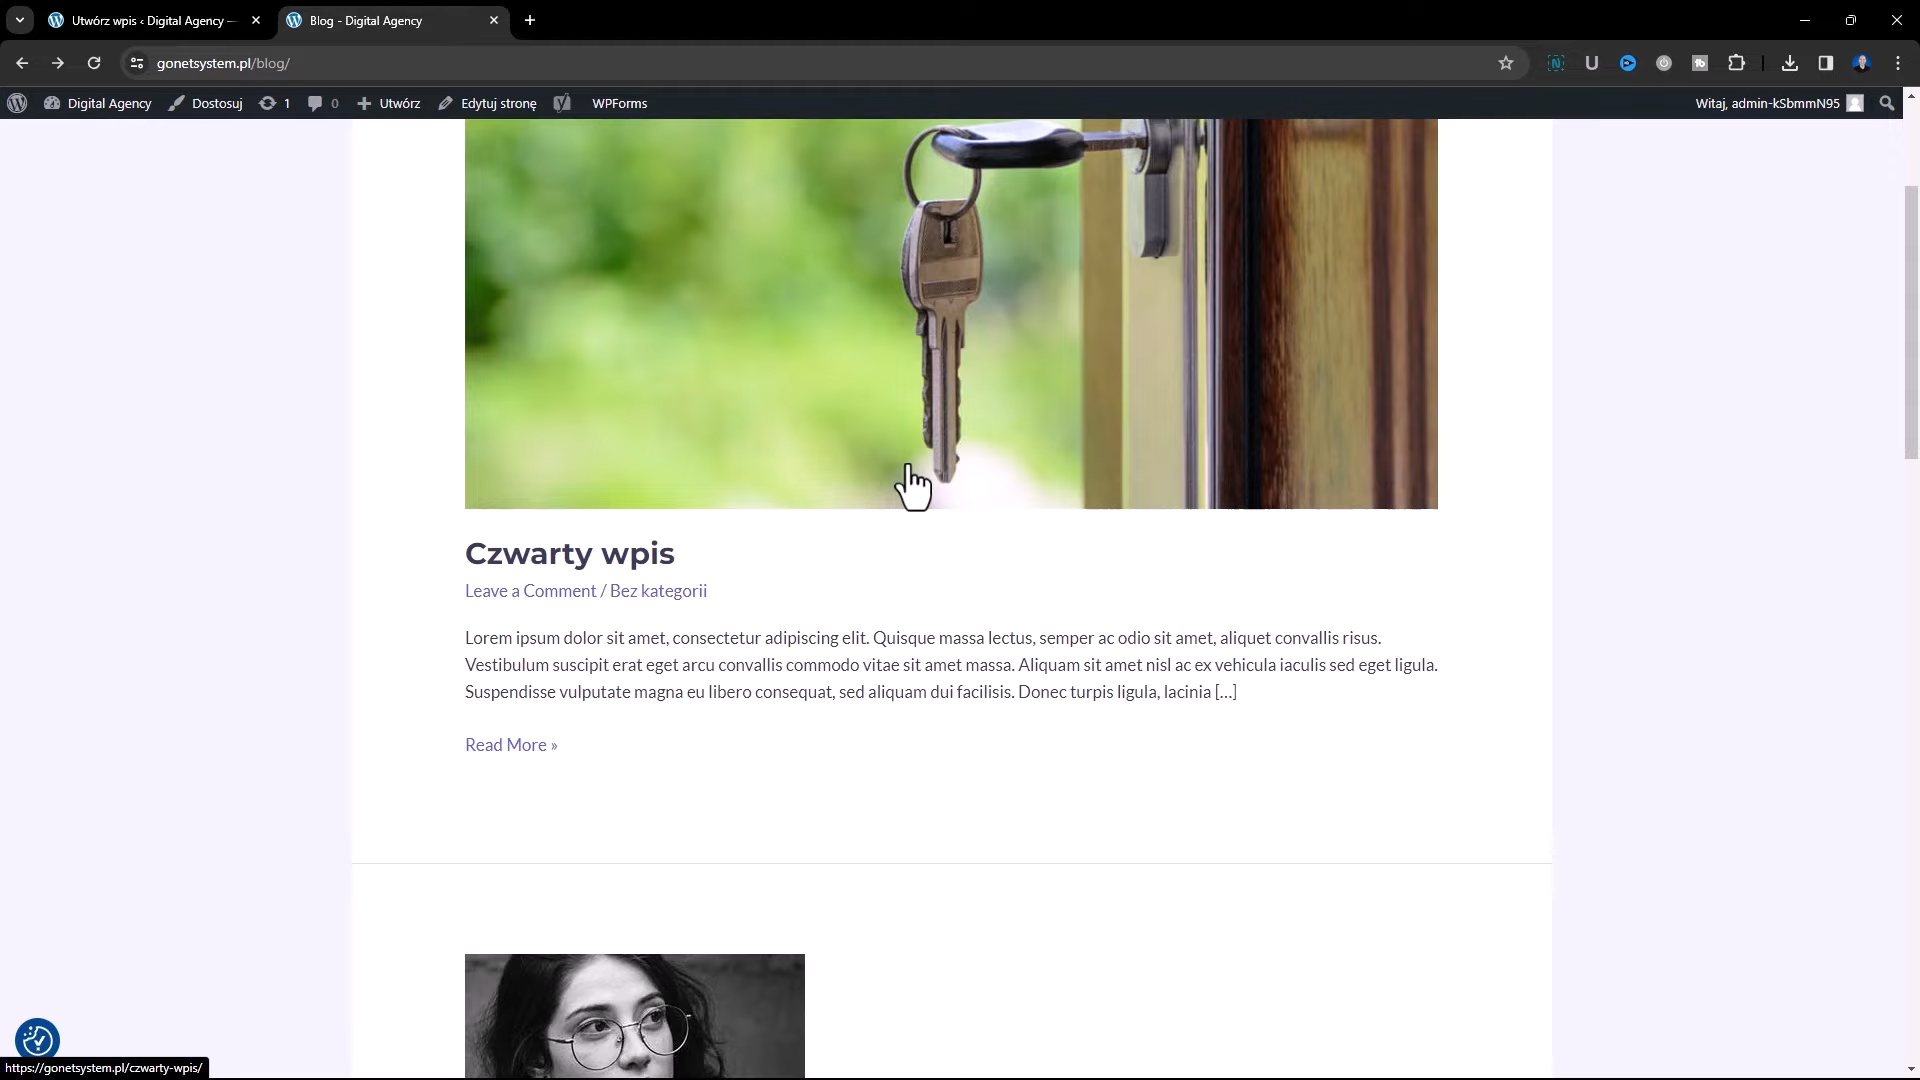 Utwórz wpis ‹ Digital Agency —
Blog - Digital Agency
gonetsystem.pl/blog/
Digital Agency
Dostosuj
1
0
Utwórz
Edytuj stronę
WPForms
Witaj, admin-kSbmmN95
Czwarty wpis
Leave a Comment / Bez kategorii
Lorem ipsum dolor sit amet, consectetur adipiscing elit. Quisque massa lectus, semper ac odio sit amet, aliquet convallis risus.
Vestibulum suscipit erat eget arcu convallis commodo vitae sit amet massa. Aliquam sit amet nisl ac ex vehicula iaculis sed eget ligula.
Suspendisse vulputate magna eu libero consequat, sed aliquam dui facilisis. Donec turpis ligula, lacinia […]
Read More »
https://gonetsystem.pl/czwarty-wpis/